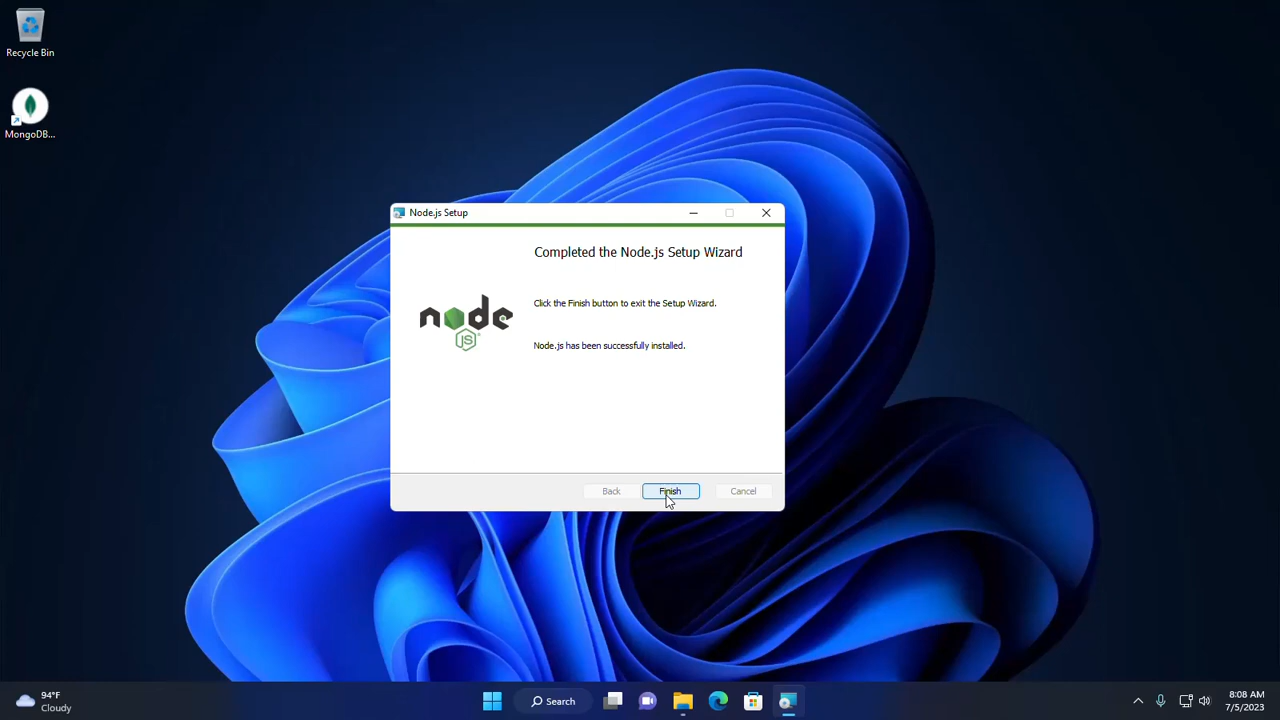 Recycle Bin
MongoDB...
Node.js Setup
Completed the Node.js Setup Wizard
Click the Finish button to exit the Setup Wizard.
node
JS
Node.js has been successfully installed.
Back
Finish
Cancel
94°F
Cloudy
Search
8:08 AM
7/5/2023